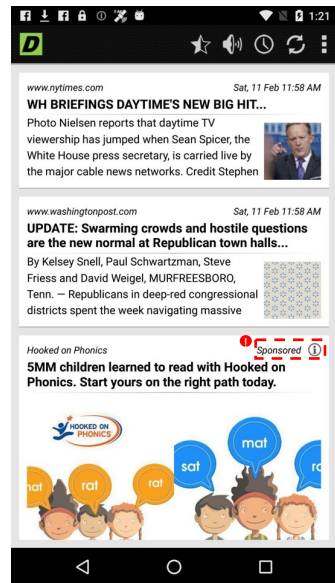 1:21
D
www.nytimes.com Sat, 11 Feb 11:58 AM
WH BRIEFINGS DAYTIME'S NEW BIG HIT...
Photo Nielsen reports that daytime TV
viewership has jumped when Sean Spicer, the
White House press secretary, is carried live by
the major cable news networks. Credit Stephen
www.washingtonpost.com Sat, 11 Feb 11:58 AM
UPDATE: Swarming crowds and hostile questions
are the new normal at Republican town halls...
By Kelsey Snell, Paul Schwartzman, Steve
Friess and David Weigel, MURFREESBORO,
Tenn. — Republicans in deep-red congressional
districts spent the week navigating massive
Hooked on Phonics Sponsored
5MM children learned to read with Hooked on
Phonics. Start yours on the right path today.
HOOKED ON
PHONICS
mat
sat
rat
rat